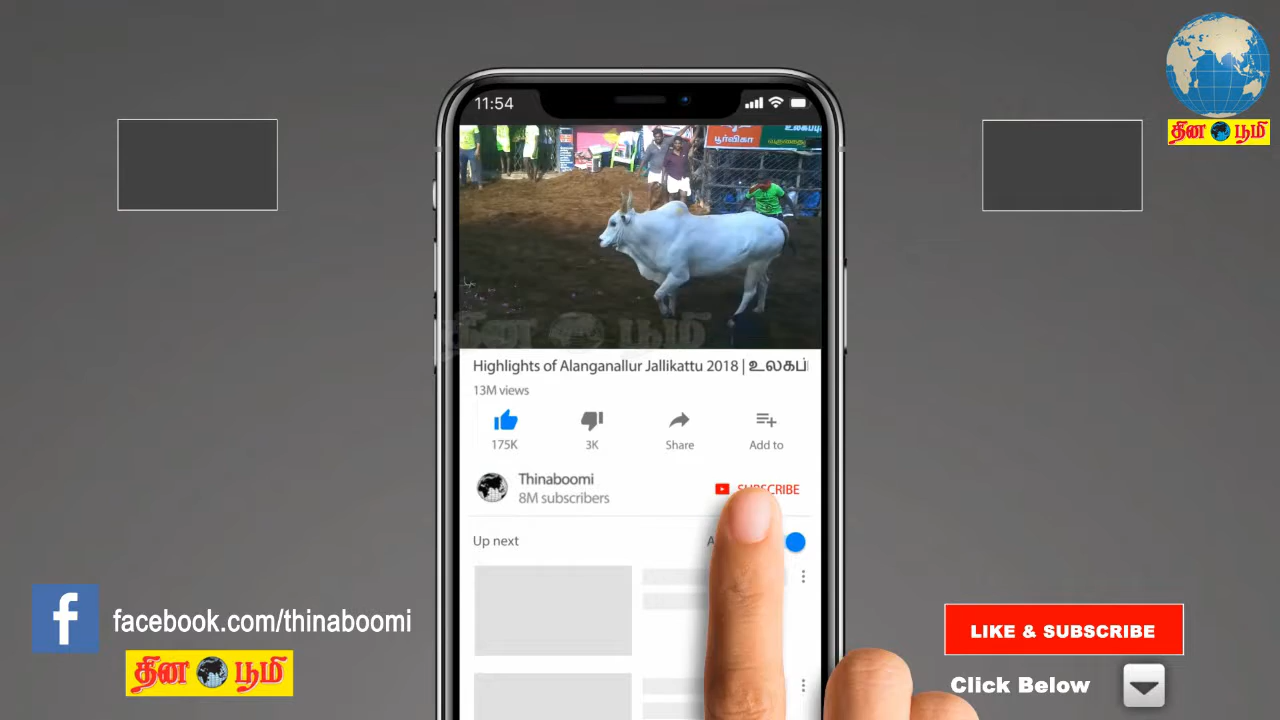 11:54
பூர்விகா
தின பூமி
தின பூமி
Highlights of Alanganallur Jallikattu 2018 | உலகப்
13M views
175K
3K
Share
Add to
Thinaboomi
8M subscribers
SUBSCRIBE
Up next
facebook.com/thinaboomi
தின பூமி
LIKE & SUBSCRIBE
Click Below